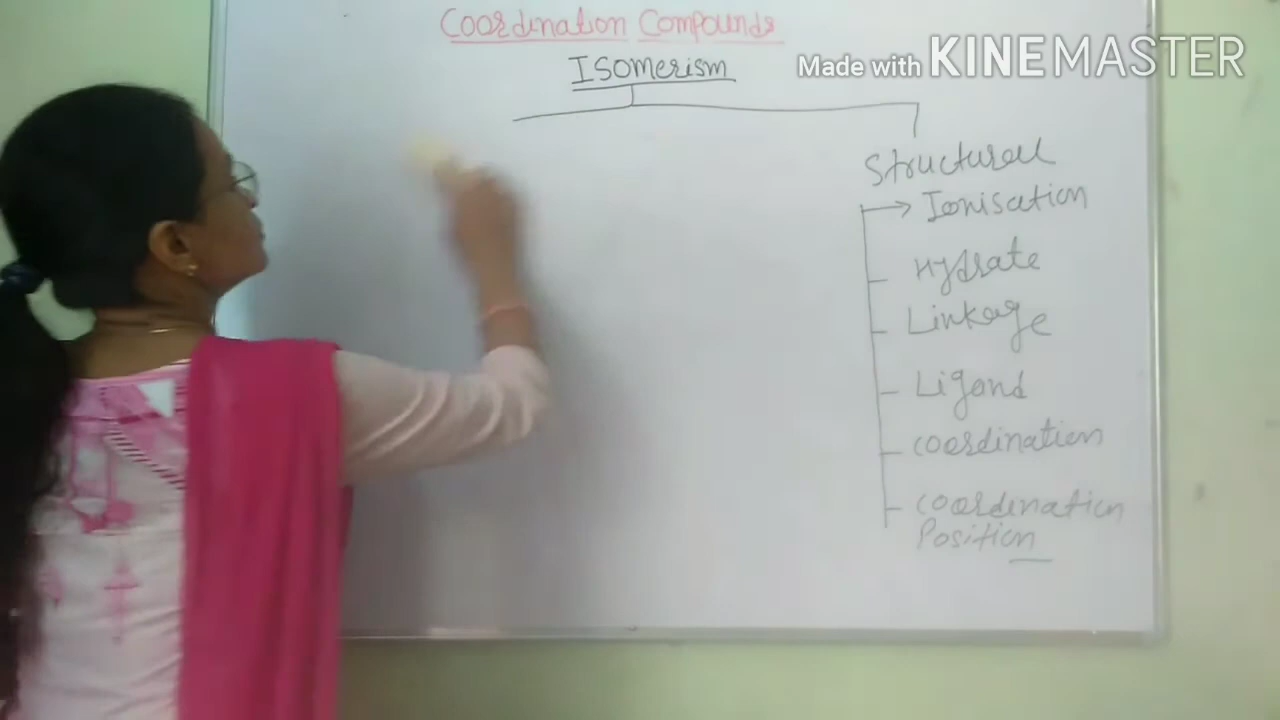 Coordination Compounds
Isomerism
Made with KINEMASTER
Structural
Ionisation
Hydrate
Linkage
Ligand
Coordination
Coordination
Position